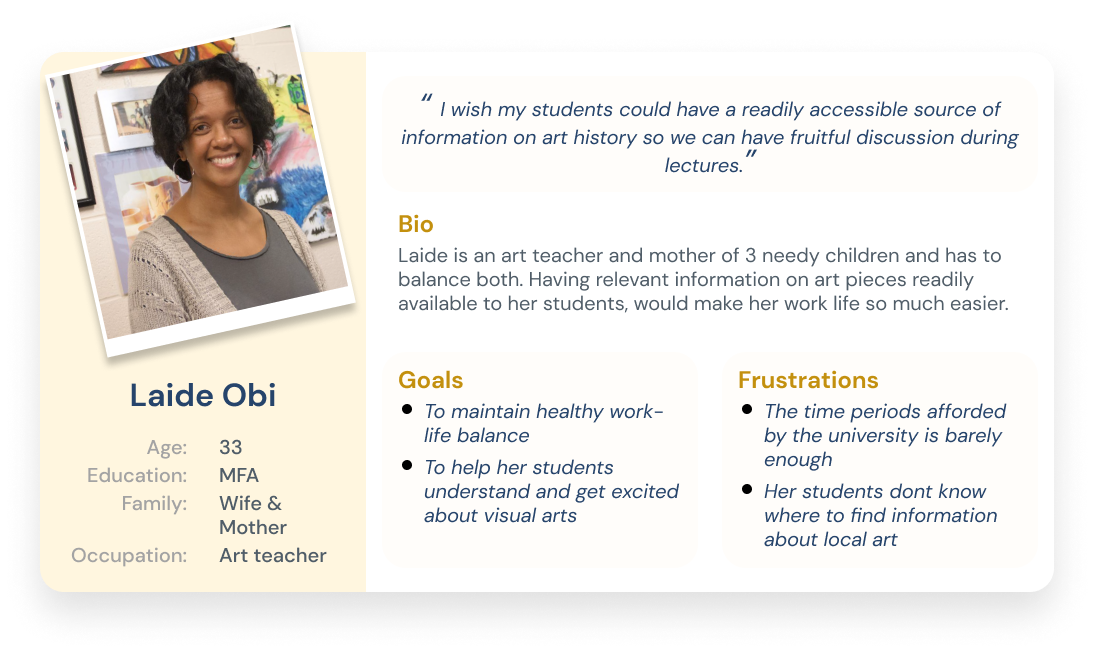 “ I wish my students could have a readily accessible source of
information on art history so we can have fruitful discussion during
lectures.”
Bio
Laide is an art teacher and mother of 3 needy children and has to
balance both. Having relevant information on art pieces readily
available to her students, would make her work life so much easier.
Laide Obi
Age: 33
Education: MFA
Family: Wife &
Mother
Occupation: Art teacher
Goals
To maintain healthy work-
life balance
To help her students
understand and get excited
about visual arts
Frustrations
The time periods afforded
by the university is barely
enough
Her students dont know
where to find information
about local art